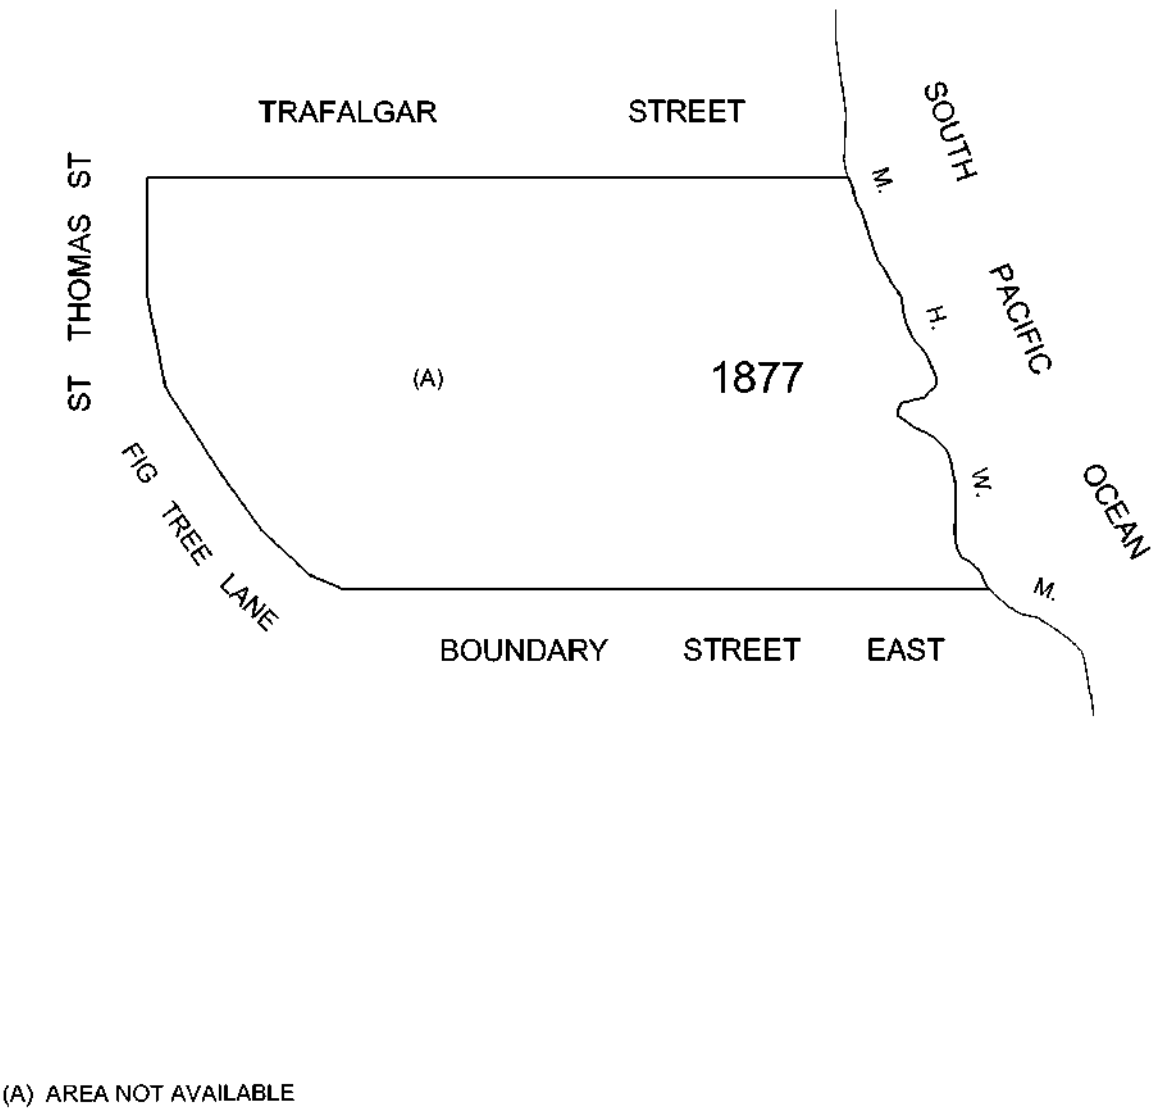 TRAFALGAR STREET
ST THOMAS ST
FIG TREE LANE
(A)
1877
M. H. W. M.
SOUTH PACIFIC OCEAN
BOUNDARY STREET EAST
(A) AREA NOT AVAILABLE